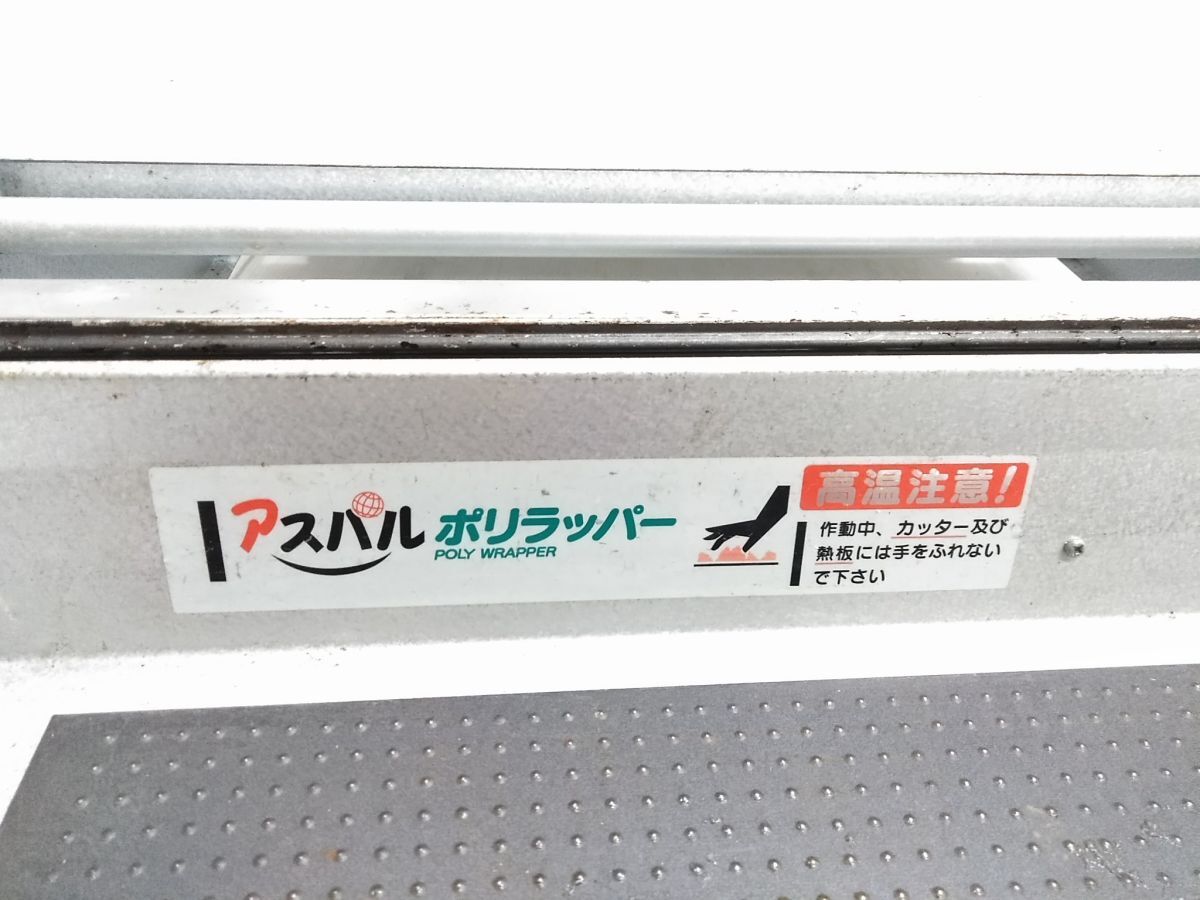 アスパル ポリラッパー
POLY WRAPPER
高温注意!
作動中、カッター及び
熱板には手をふれない
で下さい